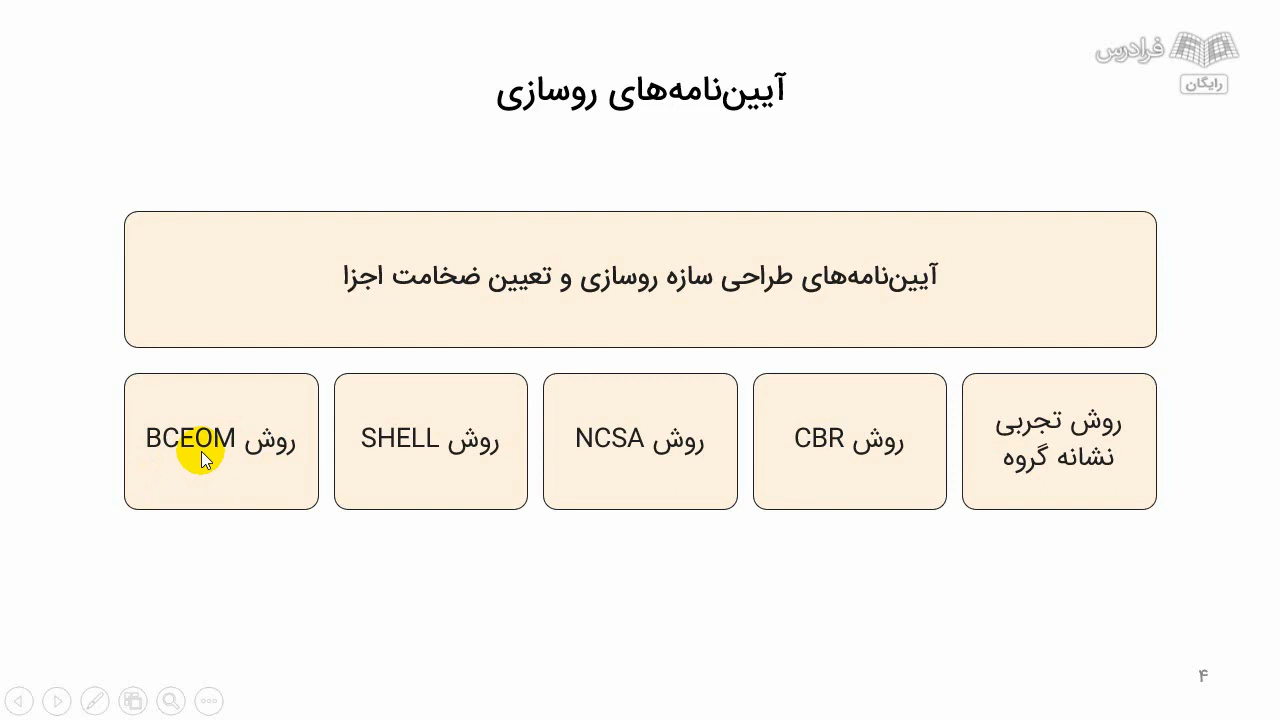 فرادرس
رایگان
آیین‌نامه‌های روسازی
آیین‌نامه‌های طراحی سازه روسازی و تعیین ضخامت اجزا
روش تجربی
نشانه گروه
روش CBR
روش NCSA
روش SHELL
روش BCEOM
۴